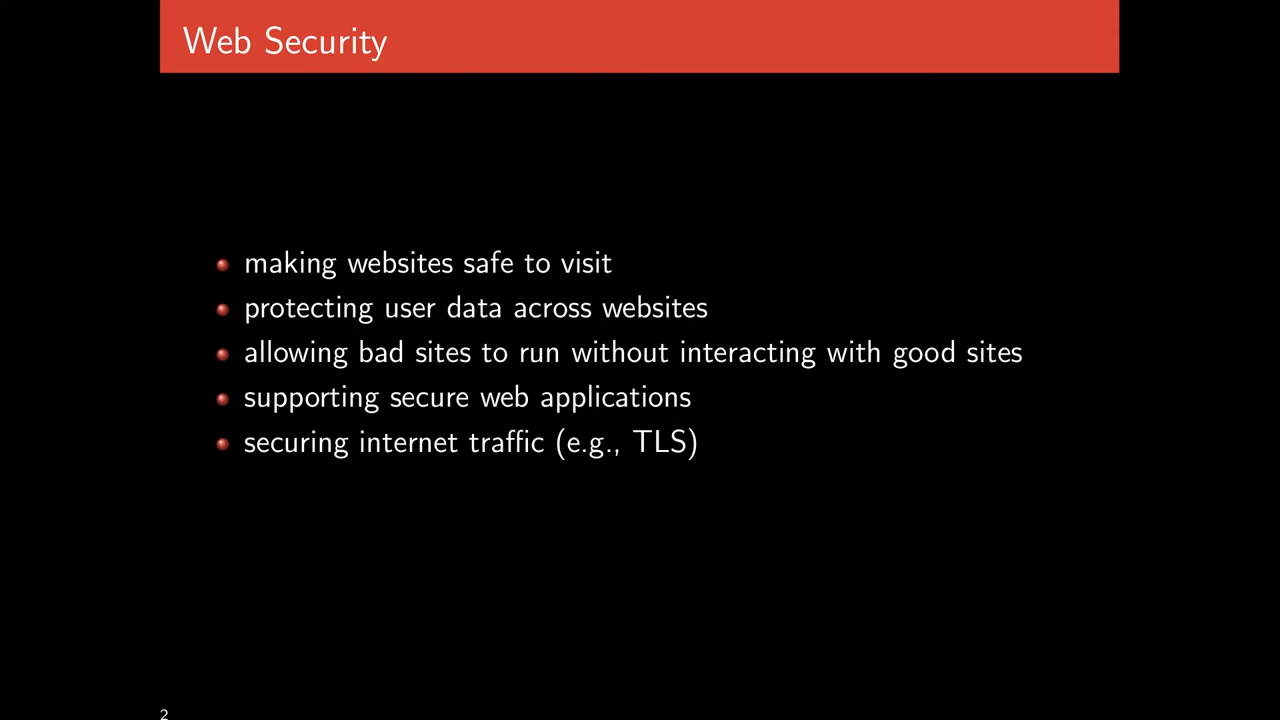 Web Security
making websites safe to visit
protecting user data across websites
allowing bad sites to run without interacting with good sites
supporting secure web applications
securing internet traffic (e.g., TLS)
2